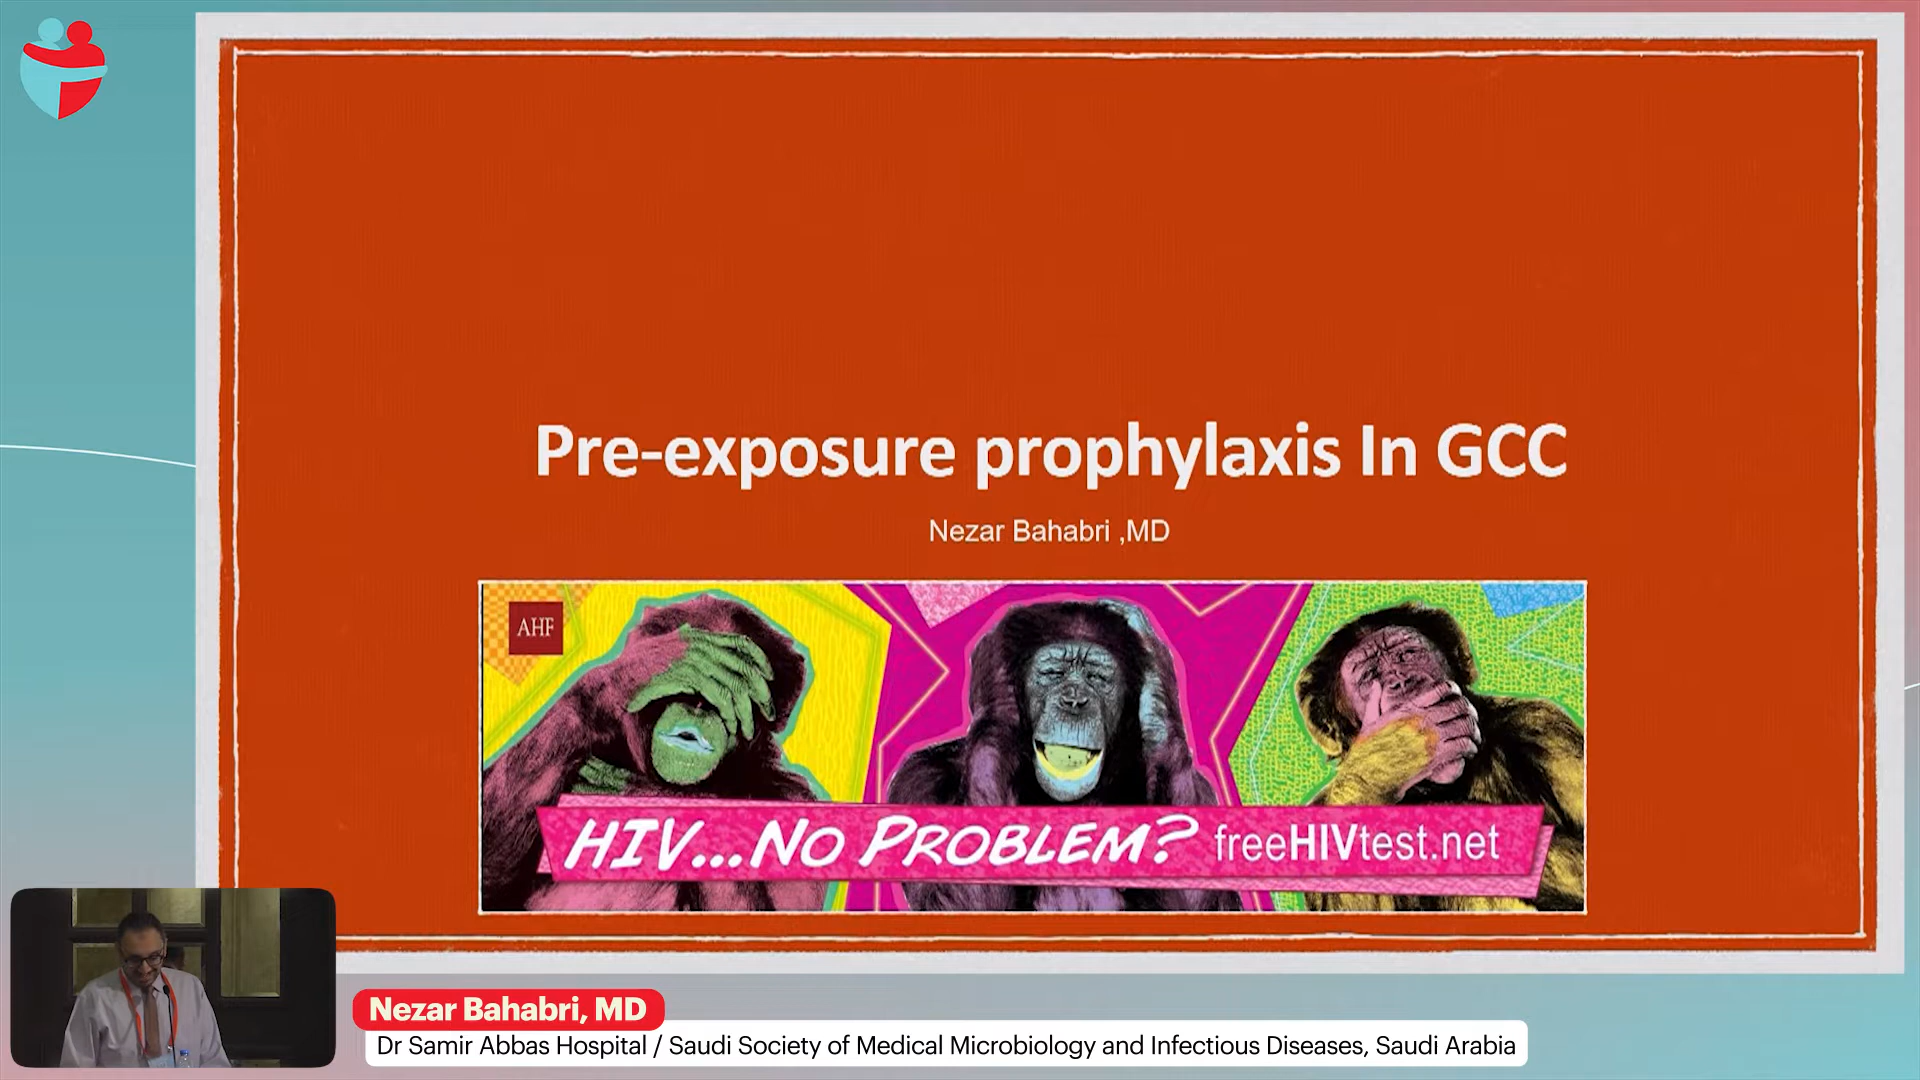 Pre-exposure prophylaxis In GCC
Nezar Bahabri ,MD
AHF
HIV...No Problem? freeHIVtest.net
Nezar Bahabri, MD
Dr Samir Abbas Hospital / Saudi Society of Medical Microbiology and Infectious Diseases, Saudi Arabia